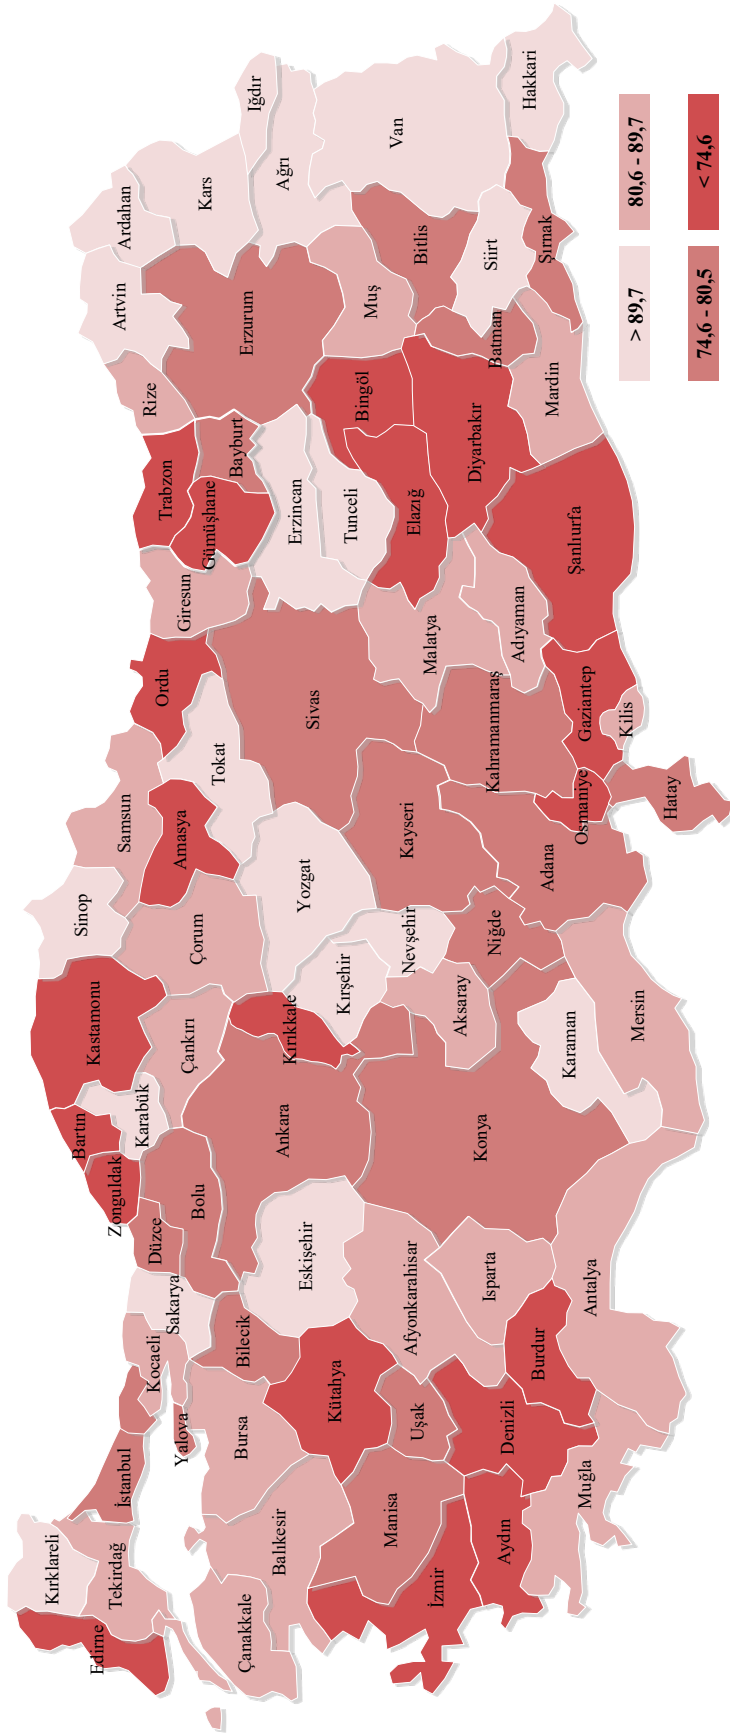 Kırklareli
Edirne
Tekirdağ
İstanbul
Kocaeli
Yalova
Sakarya
Düzce
Zonguldak
Bartın
Karabük
Kastamonu
Sinop
Samsun
Ordu
Giresun
Trabzon
Rize
Artvin
Ardahan
Kars
Iğdır
Ağrı
Çanakkale
Balıkesir
Bursa
Bilecik
Bolu
Çankırı
Çorum
Amasya
Tokat
Gümüşhane
Bayburt
Erzurum
Eskişehir
Ankara
Kırıkkale
Yozgat
Sivas
Erzincan
Tunceli
Kütahya
Kırşehir
Nevşehir
Kayseri
Malatya
Elazığ
Bingöl
Muş
Bitlis
Van
Hakkari
Manisa
Uşak
Afyonkarahisar
İzmir
Aydın
Denizli
Isparta
Burdur
Konya
Aksaray
Niğde
Kahramanmaraş
Adıyaman
Diyarbakır
Batman
Siirt
Şırnak
Muğla
Antalya
Karaman
Mersin
Adana
Osmaniye
Hatay
Gaziantep
Kilis
Şanlıurfa
Mardin
> 89,7
80,6 - 89,7
74,6 - 80,5
< 74,6